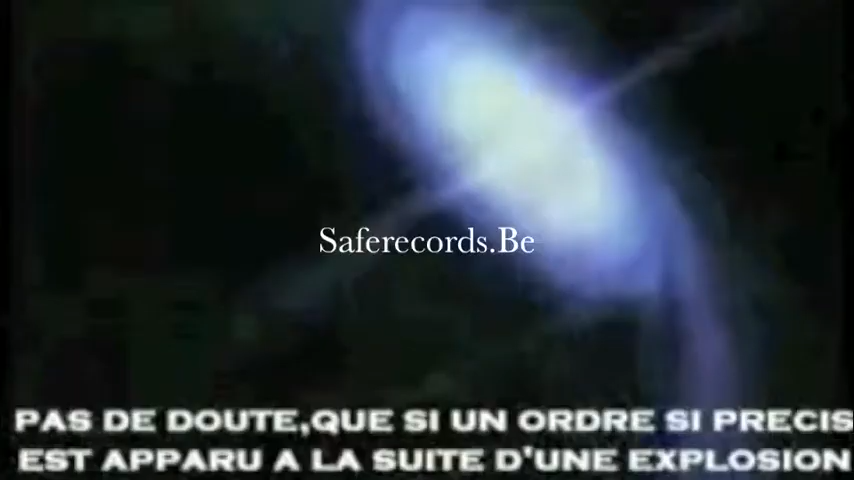 Saferecords.Be
PAS DE DOUTE,QUE SI UN ORDRE SI PRECIS
EST APPARU A LA SUITE D'UNE EXPLOSION